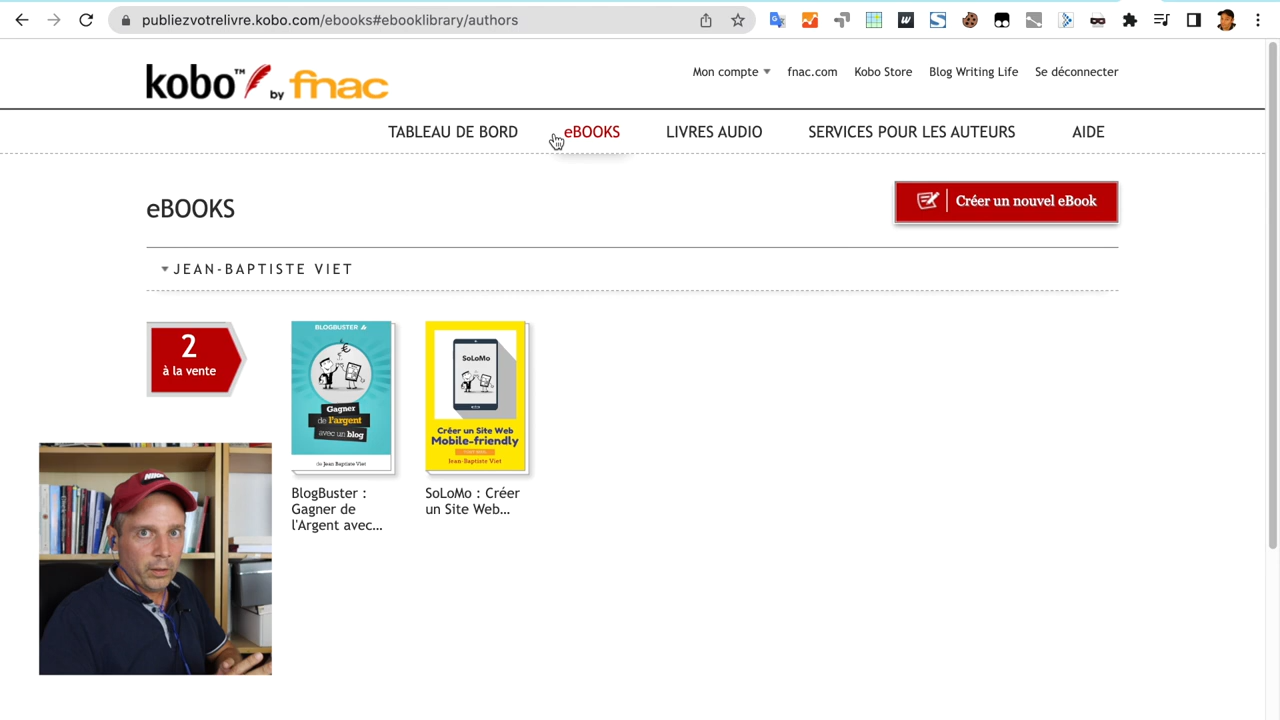 publiezvotrelivre.kobo.com/ebooks#ebooklibrary/authors
kobo™ by fnac
Mon compte fnac.com Kobo Store Blog Writing Life Se déconnecter
TABLEAU DE BORD eBOOKS LIVRES AUDIO SERVICES POUR LES AUTEURS AIDE
eBOOKS
Créer un nouvel eBook
JEAN-BAPTISTE VIET
2
à la vente
BLOGBUSTER
Gagner
de l'argent
avec un blog
de Jean Baptiste Viet
SoLoMo
Créer un Site Web
Mobile-friendly
Jean-Baptiste Viet
BlogBuster :
Gagner de
l'Argent avec...
SoLoMo : Créer
un Site Web...